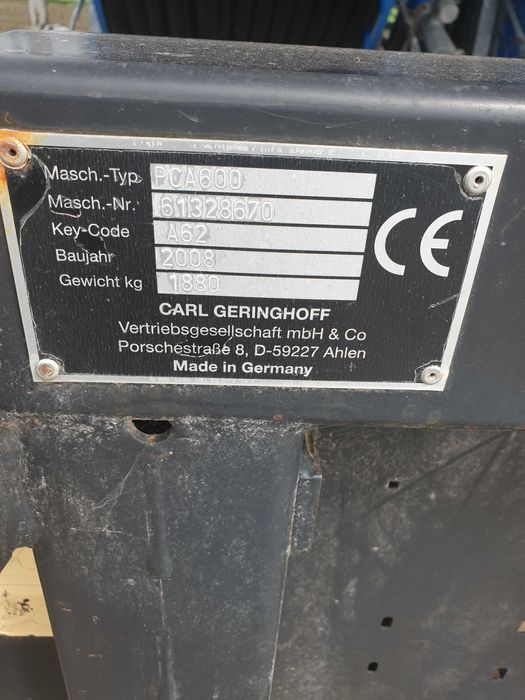 Masch.-Typ PCA600
Masch.-Nr. 61328670
Key-Code A62
Baujahr 2008
Gewicht kg 1880
CE
CARL GERINGHOFF
Vertriebsgesellschaft mbH & Co
Porschestraße 8, D-59227 Ahlen
Made in Germany